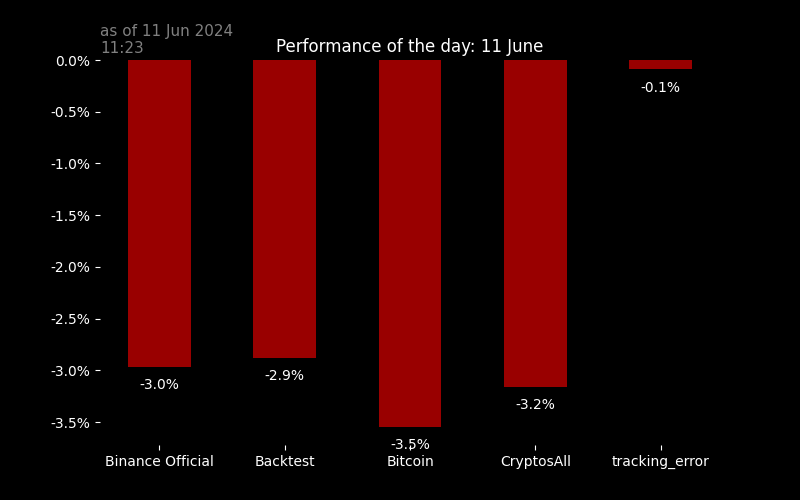 as of 11 Jun 2024
11:23
Performance of the day: 11 June
0.0%
-0.5%
-1.0%
-1.5%
-2.0%
-2.5%
-3.0%
-3.5%
-3.0%
-2.9%
-3.5%
-3.2%
-0.1%
Binance Official
Backtest
Bitcoin
CryptosAll
tracking_error